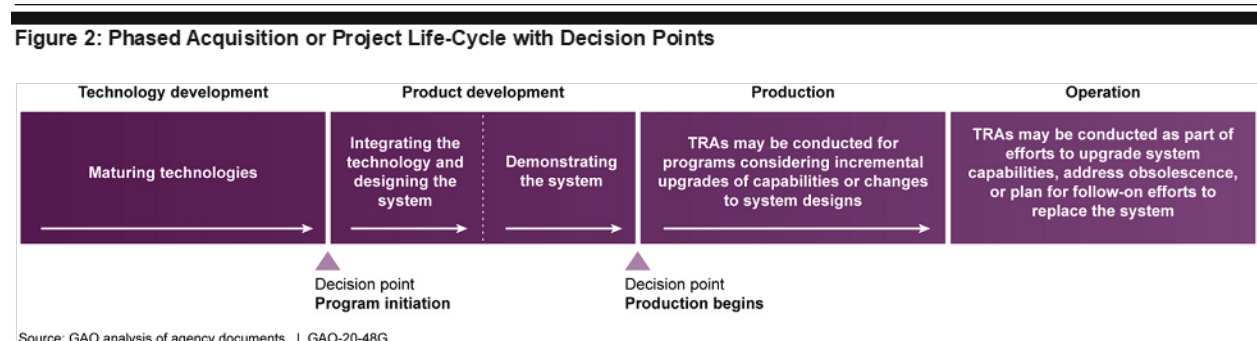 Figure 2: Phased Acquisition or Project Life-Cycle with Decision Points
Technology development
Product development
Production
Operation
Maturing technologies
Integrating the
technology and
designing the
system
Demonstrating
the system
TRAs may be conducted for
programs considering incremental
upgrades of capabilities or changes
to system designs
TRAs may be conducted as part of
efforts to upgrade system
capabilities, address obsolescence,
or plan for follow-on efforts to
replace the system
Decision point
Program initiation
Decision point
Production begins
Source: GAO analysis of agency documents. | GAO-20-48G